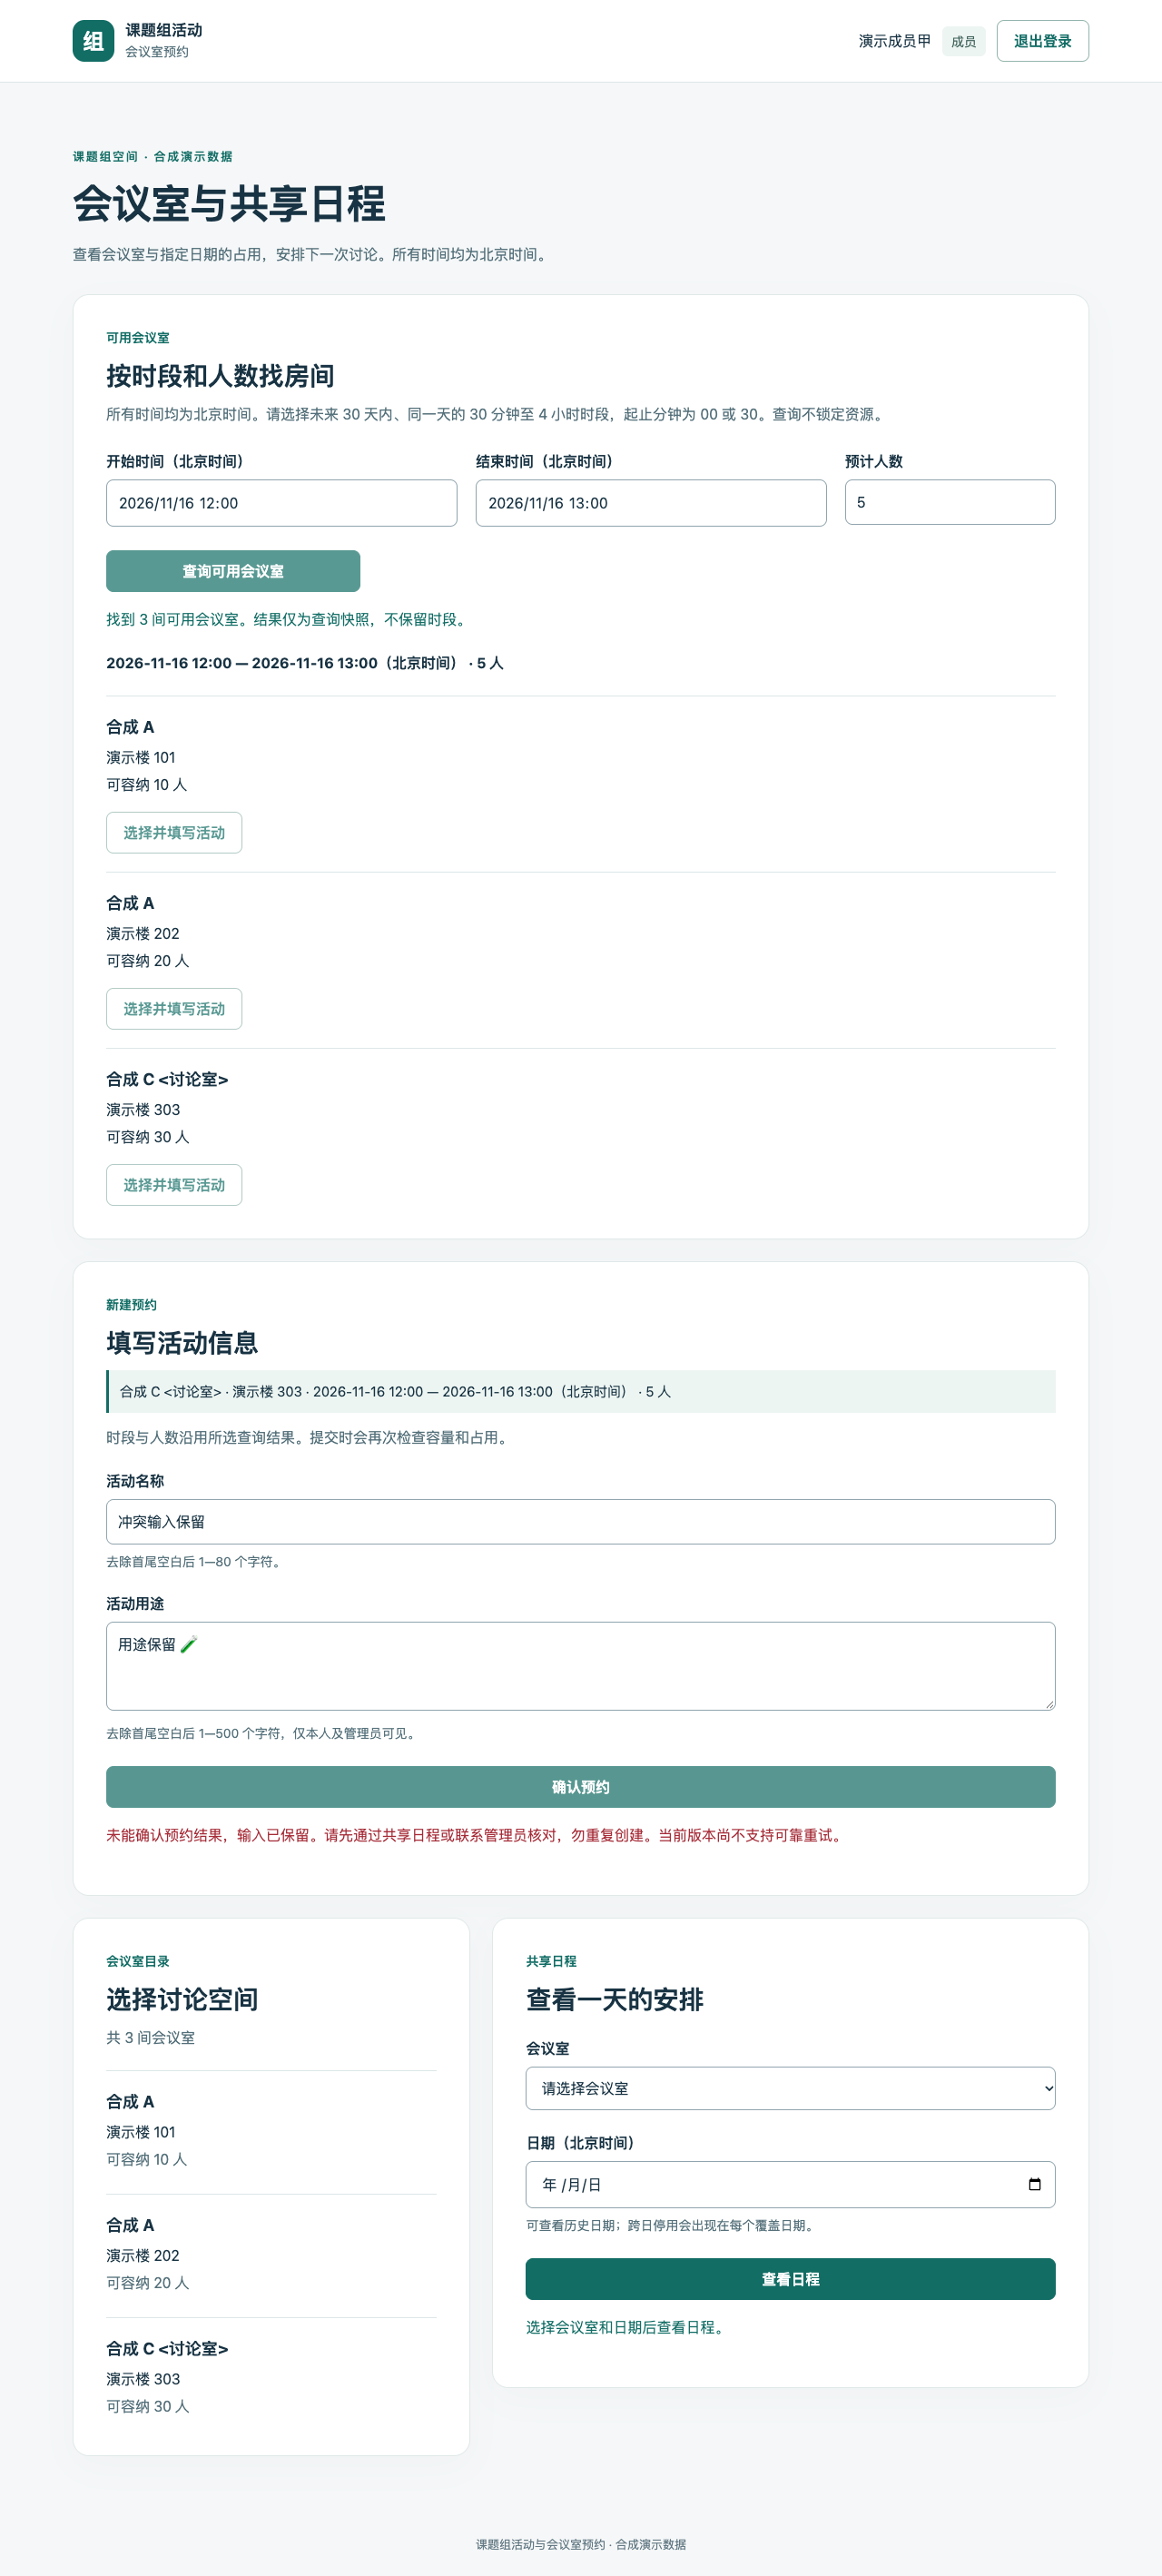 组
课题组活动
会议室预约
演示成员甲
成员
退出登录
课题组空间 · 合成演示数据
会议室与共享日程
查看会议室与指定日期的占用，安排下一次讨论。所有时间均为北京时间。
可用会议室
按时段和人数找房间
所有时间均为北京时间。请选择未来 30 天内、同一天的 30 分钟至 4 小时时段，起止分钟为 00 或 30。查询不锁定资源。
开始时间（北京时间）
结束时间（北京时间）
预计人数
2026/11/16 12:00
2026/11/16 13:00
5
查询可用会议室
找到 3 间可用会议室。结果仅为查询快照，不保留时段。
2026-11-16 12:00 — 2026-11-16 13:00（北京时间） · 5 人
合成 A
演示楼 101
可容纳 10 人
选择并填写活动
合成 A
演示楼 202
可容纳 20 人
选择并填写活动
合成 C <讨论室>
演示楼 303
可容纳 30 人
选择并填写活动
新建预约
填写活动信息
合成 C <讨论室> · 演示楼 303 · 2026-11-16 12:00 — 2026-11-16 13:00（北京时间） · 5 人
时段与人数沿用所选查询结果。提交时会再次检查容量和占用。
活动名称
冲突输入保留
去除首尾空白后 1—80 个字符。
活动用途
用途保留 🧪
去除首尾空白后 1—500 个字符，仅本人及管理员可见。
确认预约
未能确认预约结果，输入已保留。请先通过共享日程或联系管理员核对，勿重复创建。当前版本尚不支持可靠重试。
会议室目录
选择讨论空间
共 3 间会议室
合成 A
演示楼 101
可容纳 10 人
合成 A
演示楼 202
可容纳 20 人
合成 C <讨论室>
演示楼 303
可容纳 30 人
共享日程
查看一天的安排
会议室
请选择会议室
日期（北京时间）
年 /月/日
可查看历史日期；跨日停用会出现在每个覆盖日期。
查看日程
选择会议室和日期后查看日程。
课题组活动与会议室预约 · 合成演示数据